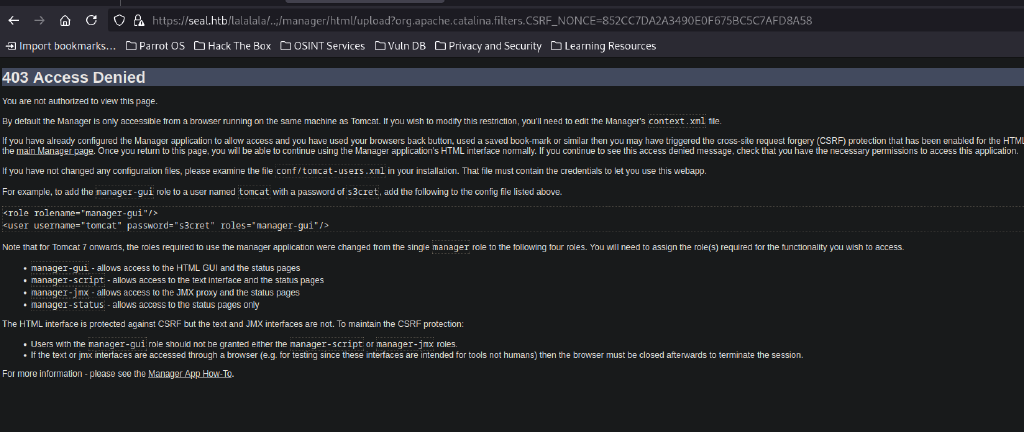 https://seal.htb/lalalala/..;/manager/html/upload?org.apache.catalina.filters.CSRF_NONCE=852CC7DA2A3490E0F675BC5C7AFD8A58
Import bookmarks... Parrot OS Hack The Box OSINT Services Vuln DB Privacy and Security Learning Resources
403 Access Denied
You are not authorized to view this page.
By default the Manager is only accessible from a browser running on the same machine as Tomcat. If you wish to modify this restriction, you'll need to edit the Manager's context.xml file.
If you have already configured the Manager application to allow access and you have used your browsers back button, used a saved book-mark or similar then you may have triggered the cross-site request forgery (CSRF) protection that has been enabled for the HTML
the main Manager page. Once you return to this page, you will be able to continue using the Manager application's HTML interface normally. If you continue to see this access denied message, check that you have the necessary permissions to access this application.
If you have not changed any configuration files, please examine the file conf/tomcat-users.xml in your installation. That file must contain the credentials to let you use this webapp.
For example, to add the manager-gui role to a user named tomcat with a password of s3cret, add the following to the config file listed above.
<role rolename="manager-gui"/>
<user username="tomcat" password="s3cret" roles="manager-gui"/>
Note that for Tomcat 7 onwards, the roles required to use the manager application were changed from the single manager role to the following four roles. You will need to assign the role(s) required for the functionality you wish to access.
• manager-gui - allows access to the HTML GUI and the status pages
• manager-script - allows access to the text interface and the status pages
• manager-jmx - allows access to the JMX proxy and the status pages
• manager-status - allows access to the status pages only
The HTML interface is protected against CSRF but the text and JMX interfaces are not. To maintain the CSRF protection:
• Users with the manager-gui role should not be granted either the manager-script or manager-jmx roles.
• If the text or jmx interfaces are accessed through a browser (e.g. for testing since these interfaces are intended for tools not humans) then the browser must be closed afterwards to terminate the session.
For more information - please see the Manager App How-To.